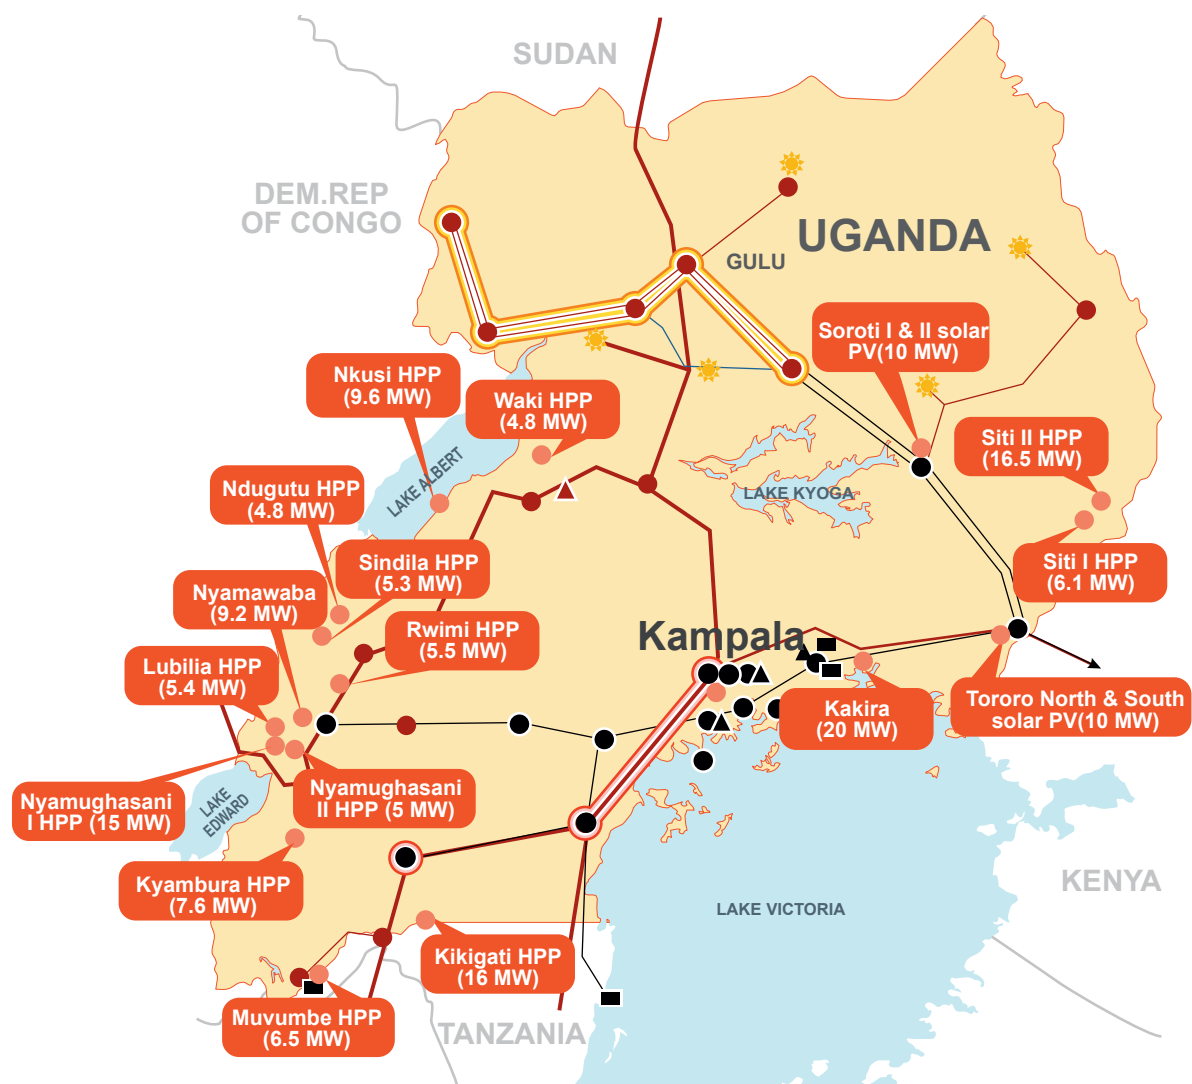 SUDAN
DEM.REP
OF CONGO
UGANDA
GULU
Soroti I & II solar
PV(10 MW)
Nkusi HPP
(9.6 MW)
Waki HPP
(4.8 MW)
Siti II HPP
(16.5 MW)
LAKE ALBERT
LAKE KYOGA
Ndugutu HPP
(4.8 MW)
Sindila HPP
(5.3 MW)
Siti I HPP
(6.1 MW)
Nyamawaba
(9.2 MW)
Rwimi HPP
(5.5 MW)
Kampala
Lubilia HPP
(5.4 MW)
Kakira
(20 MW)
Tororo North & South
solar PV(10 MW)
Nyamughasani
I HPP (15 MW)
LAKE
EDWARD
Nyamughasani
II HPP (5 MW)
Kyambura HPP
(7.6 MW)
KENYA
LAKE VICTORIA
Kikigati HPP
(16 MW)
Muvumbe HPP
(6.5 MW)
TANZANIA